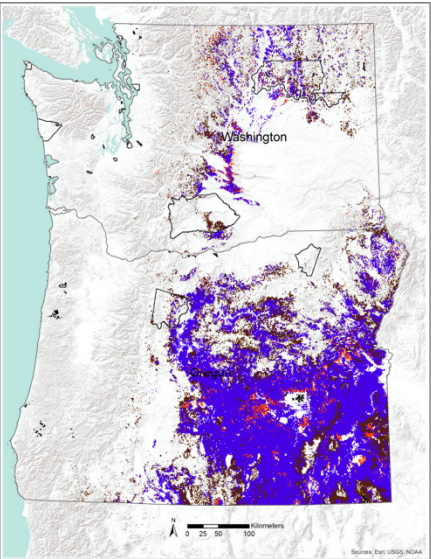 Washington
Oregon
N
Kilometers
0 25 50 100
Sources: Esri, USGS, NOAA